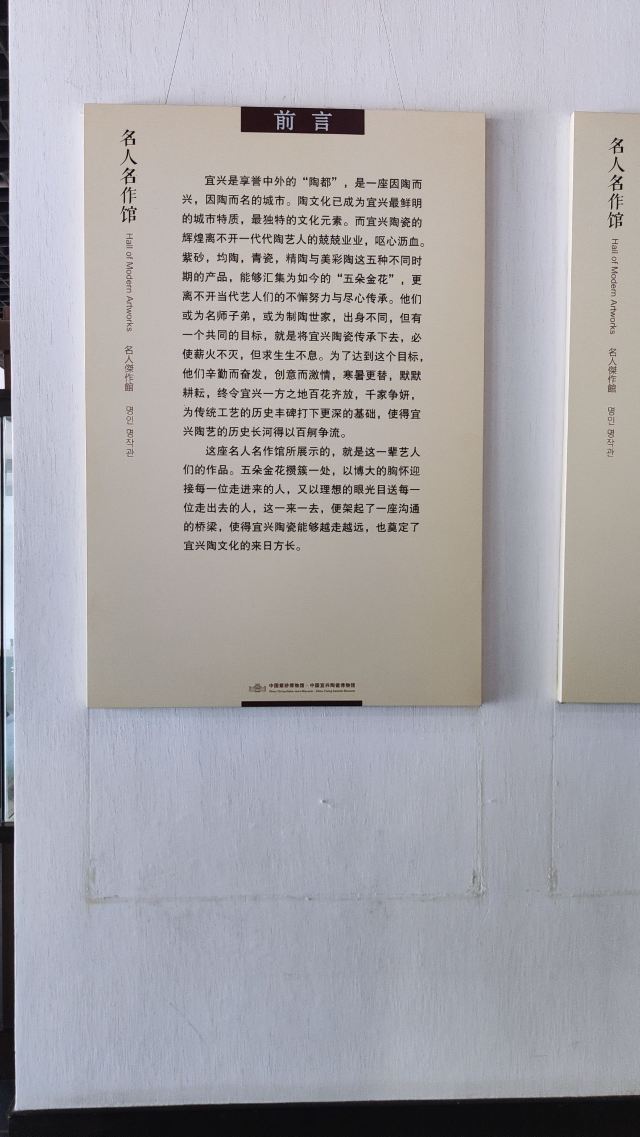 前言
名人名作馆
Hall of Modern Artworks
名人傑作館
명인 명작관
宜兴是享誉中外的“陶都”，是一座因陶而
兴，因陶而名的城市。陶文化已成为宜兴最鲜明
的城市特质，最独特的文化元素。而宜兴陶瓷的
辉煌离不开一代代陶艺人的兢兢业业，呕心沥血。
紫砂，均陶，青瓷，精陶与美彩陶这五种不同时
期的产品，能够汇集为如今的“五朵金花”，更
离不开当代艺人们的不懈努力与尽心传承。他们
或为名师子弟，或为制陶世家，出身不同，但有
一个共同的目标，就是将宜兴陶瓷传承下去，必
使薪火不灭，但求生生不息。为了达到这个目标，
他们辛勤而奋发，创意而激情，寒暑更替，默默
耕耘，终令宜兴一方之地百花齐放，千家争妍，
为传统工艺的历史丰碑打下更深的基础，使得宜
兴陶艺的历史长河得以百舸争流。
这座名人名作馆所展示的，就是这一辈艺人
们的作品。五朵金花攒簇一处，以博大的胸怀迎
接每一位走进来的人，又以理想的眼光目送每一
位走出去的人，这一来一去，便架起了一座沟通
的桥梁，使得宜兴陶瓷能够越走越远，也奠定了
宜兴陶文化的来日方长。
中国紫砂博物馆·中国宜兴陶瓷博物馆
名人名作馆
Hall of Modern Artworks
名人傑作館
명인 명작관